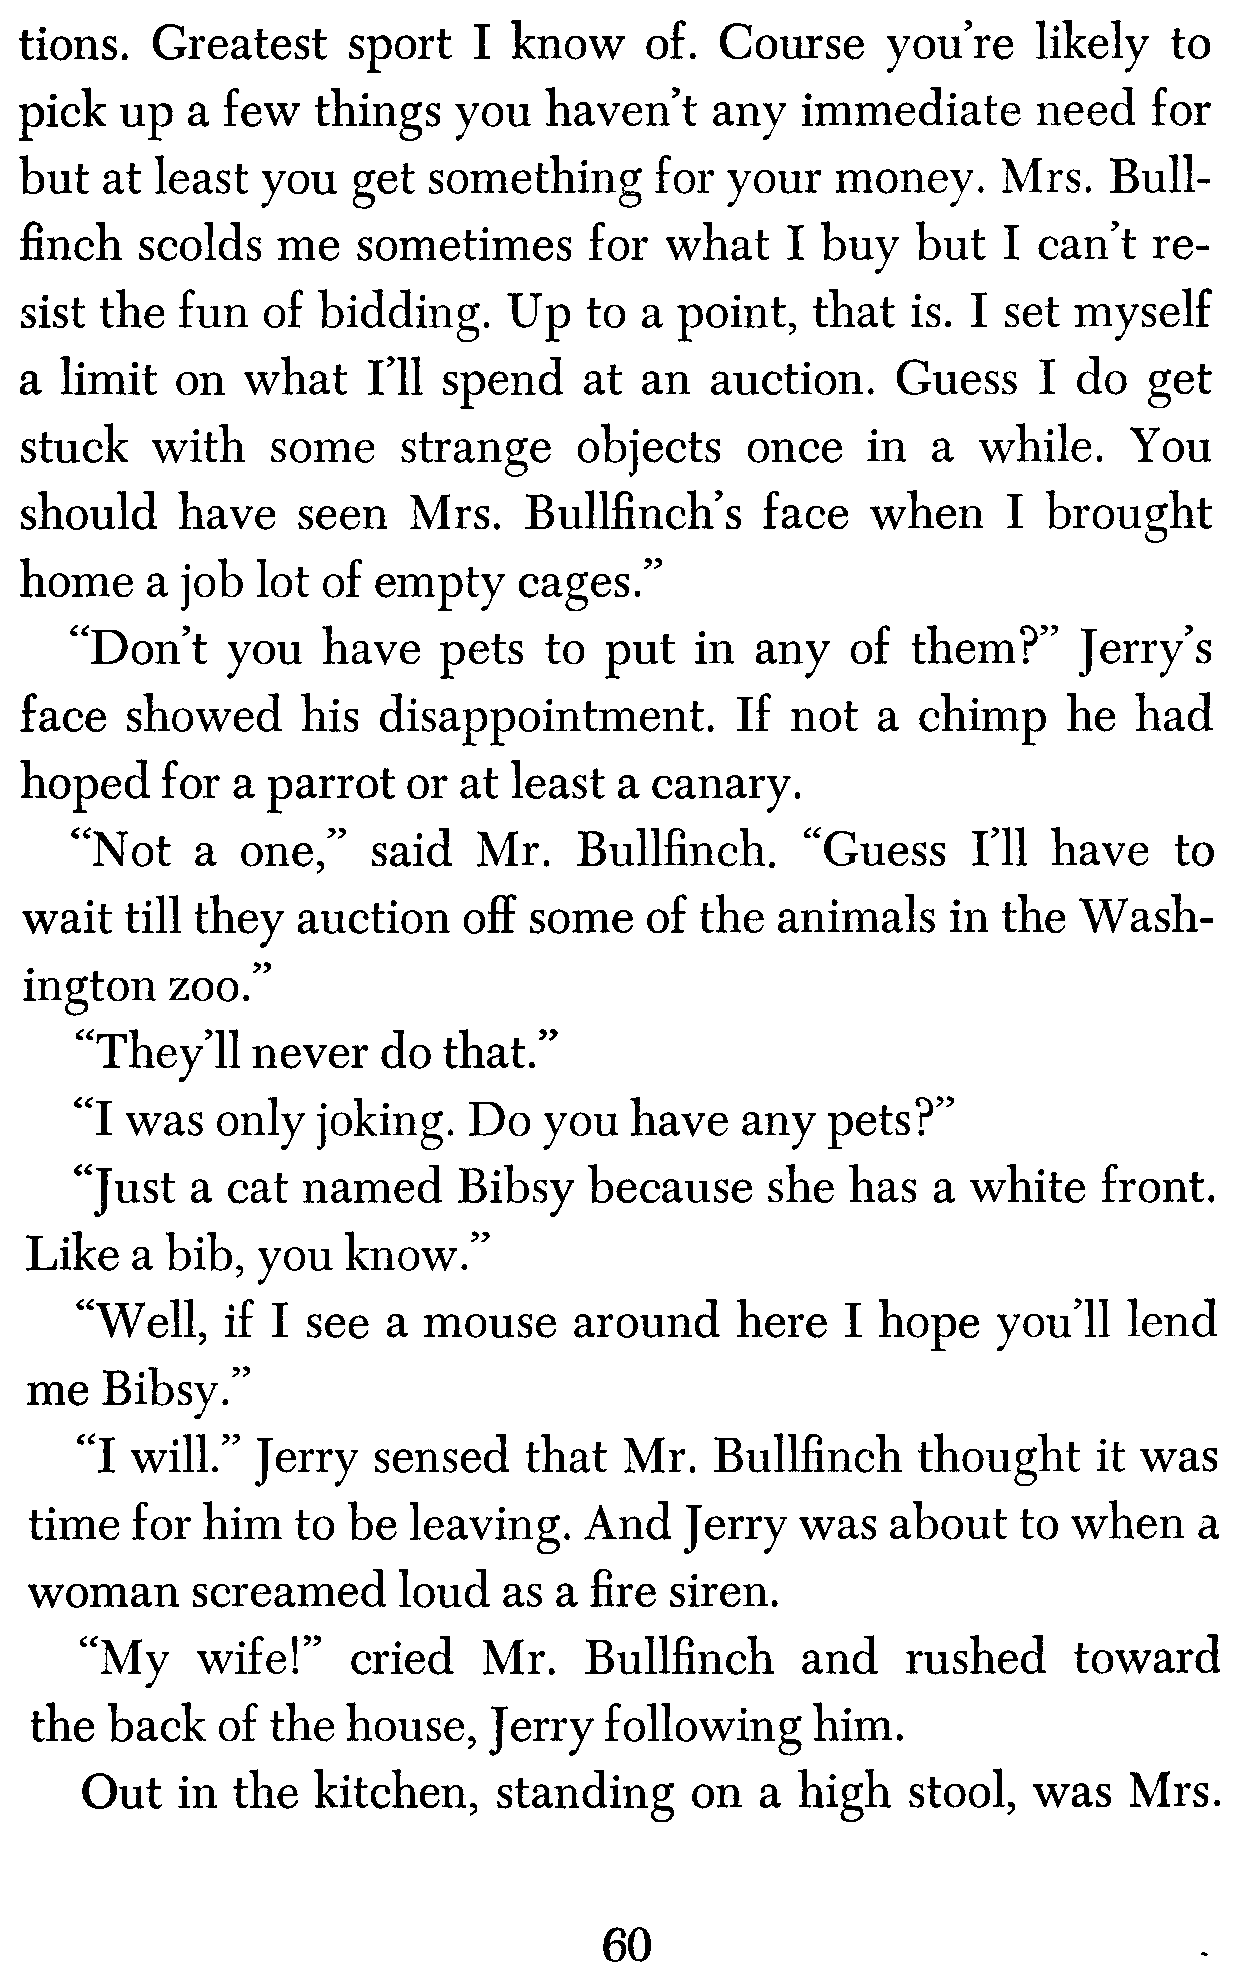 tions. Greatest sport I know of. Course you're likely to
pick up a few things you haven't any immediate need for
but at least you get something for your money. Mrs. Bull-
finch scolds me sometimes for what I buy but I can't re-
sist the fun of bidding. Up to a point, that is. I set myself
a limit on what I'll spend at an auction. Guess I do get
stuck with some strange objects once in a while. You
should have seen Mrs. Bullfinch's face when I brought
home a job lot of empty cages.”
“Don't you have pets to put in any of them?” Jerry's
face showed his disappointment. If not a chimp he had
hoped for a parrot or at least a canary.
“Not a one,” said Mr. Bullfinch. “Guess I'll have to
wait till they auction off some of the animals in the Wash-
ington zoo.”
“They'll never do that.”
“I was only joking. Do you have any pets?”
“Just a cat named Bibsy because she has a white front.
Like a bib, you know.”
“Well, if I see a mouse around here I hope you'll lend
me Bibsy.”
“I will.” Jerry sensed that Mr. Bullfinch thought it was
time for him to be leaving. And Jerry was about to when a
woman screamed loud as a fire siren.
“My wife!” cried Mr. Bullfinch and rushed toward
the back of the house, Jerry following him.
Out in the kitchen, standing on a high stool, was Mrs.
60